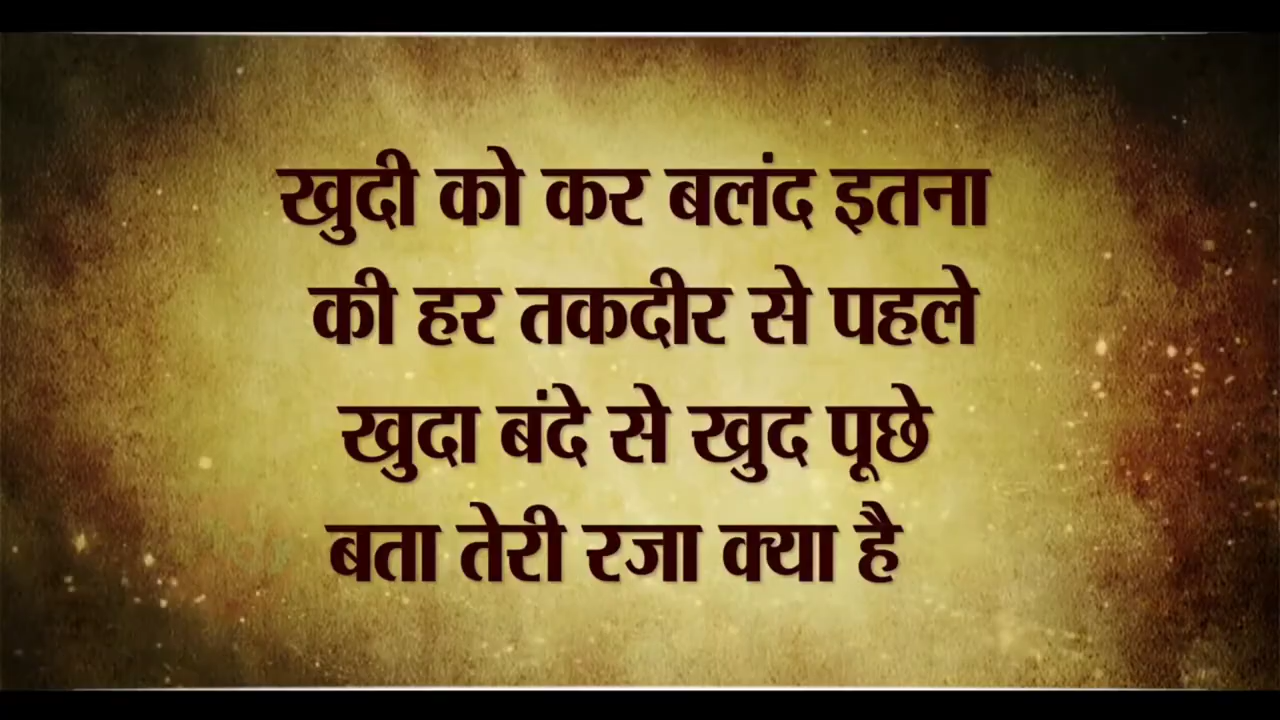 खुदी को कर बलंद इतना
की हर तकदीर से पहले
खुदा बंदे से खुद पूछे
बता तेरी रजा क्या है